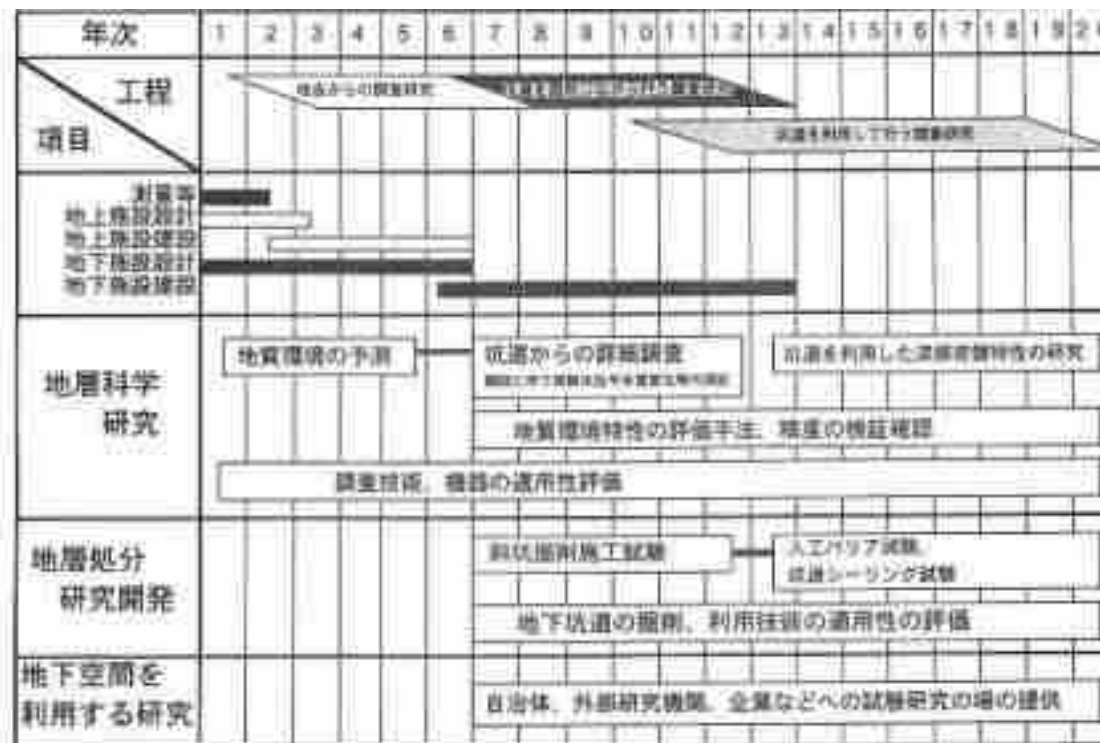 年次 1 2 3 4 5 6 7 8 9 10 11 12 13 14 15 16 17 18 19
工程
項目
地表からの調査研究
坑道を利用して行う調査研究
測量等
地上施設設計
地上施設建設
地下施設設計
地下施設建設
地層科学
研究
地質環境の予測
坑道からの詳細調査
坑道を利用した の研究
地質環境特性の評価手法、精度の検証確認
調査技術、機器の適用性評価
地層処分
研究開発
斜坑掘削施工試験
人工バリア試験、
坑道シーリング試験
地下坑道の掘削、利用技術の適用性の評価
地下空間を
利用する研究
自治体、外部研究機関、企業などへの試験研究の場の提供